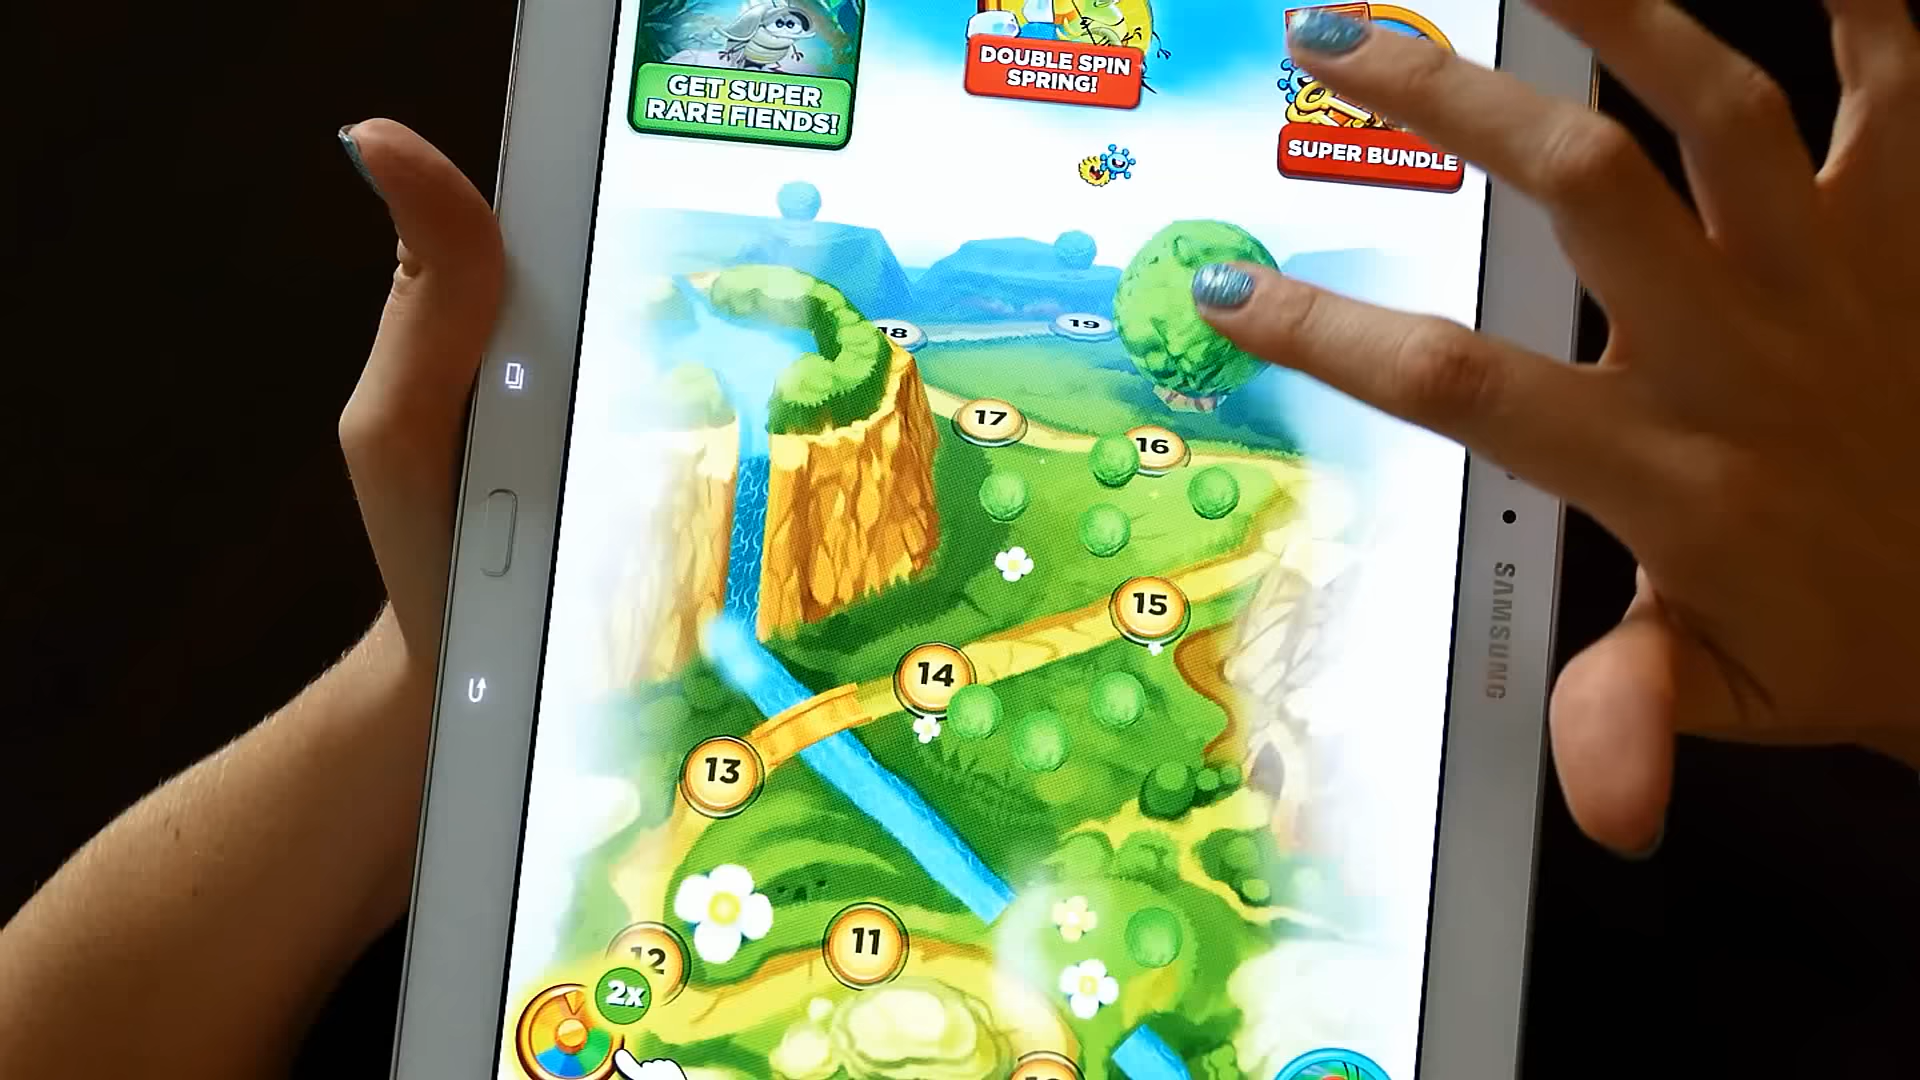 GET SUPER
RARE FIENDS!
DOUBLE SPIN
SPRING!
SUPER BUNDLE
18
19
17
16
15
14
13
12
11
2x
SAMSUNG